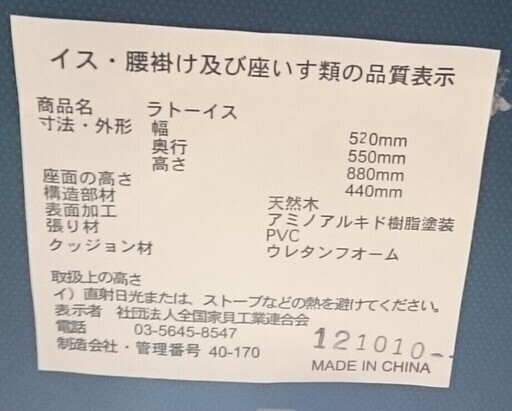 イス・腰褂け及び座いす類の品質表示
商品名 ラトーイス
寸法・外形 幅 520mm
奥行 550mm
高さ 880mm
座面の高さ 440mm
構造部材 天然木
表面加工 アミノアルキド樹脂塗装
張り材 PVC
クッジョン材 ウレタンフオーム
取扱上の高さ
イ）直射日光または、ストーブなどの熱を避けてください。
表示者 社団法人全国家具工業連合会
電話 03-5645-8547
制造会社・管理番号 40-170
121010--
MADE IN CHINA